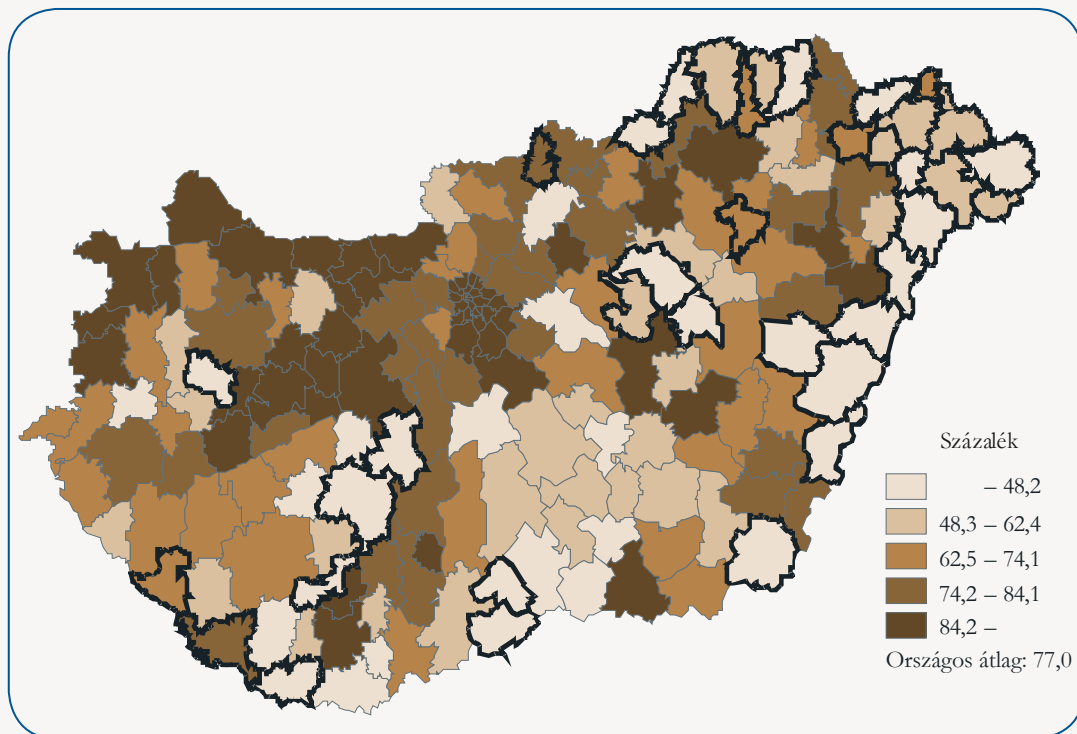 Százalék
– 48,2
48,3 – 62,4
62,5 – 74,1
74,2 – 84,1
84,2 –
Országos átlag: 77,0